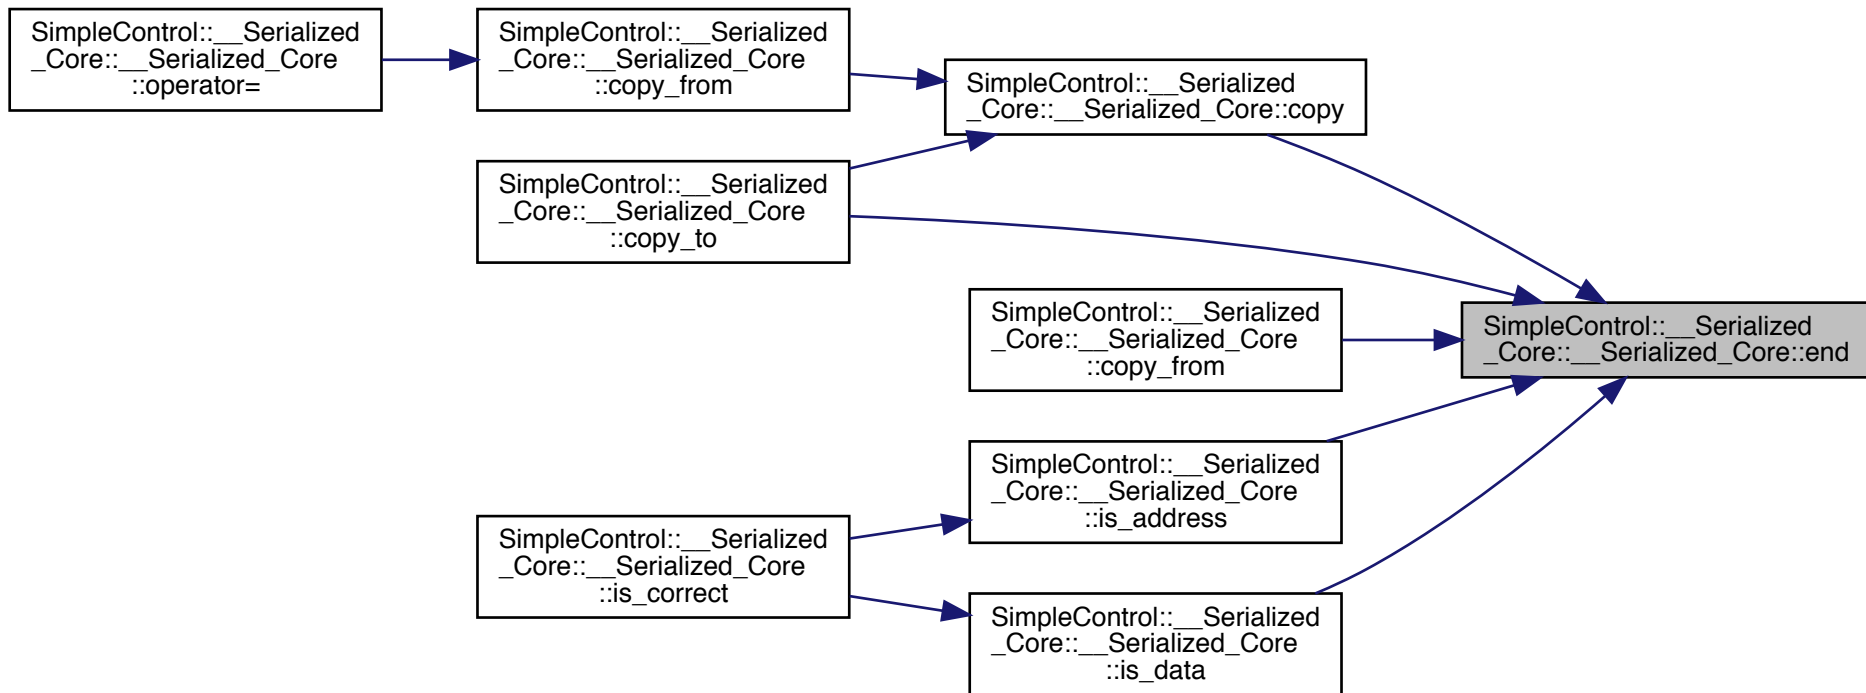 SimpleControl::__Serialized
_Core::__Serialized_Core
::operator=
SimpleControl::__Serialized
_Core::__Serialized_Core
::copy_from
SimpleControl::__Serialized
_Core::__Serialized_Core::copy
SimpleControl::__Serialized
_Core::__Serialized_Core
::copy_to
SimpleControl::__Serialized
_Core::__Serialized_Core
::copy_from
SimpleControl::__Serialized
_Core::__Serialized_Core::end
SimpleControl::__Serialized
_Core::__Serialized_Core
::is_address
SimpleControl::__Serialized
_Core::__Serialized_Core
::is_correct
SimpleControl::__Serialized
_Core::__Serialized_Core
::is_data